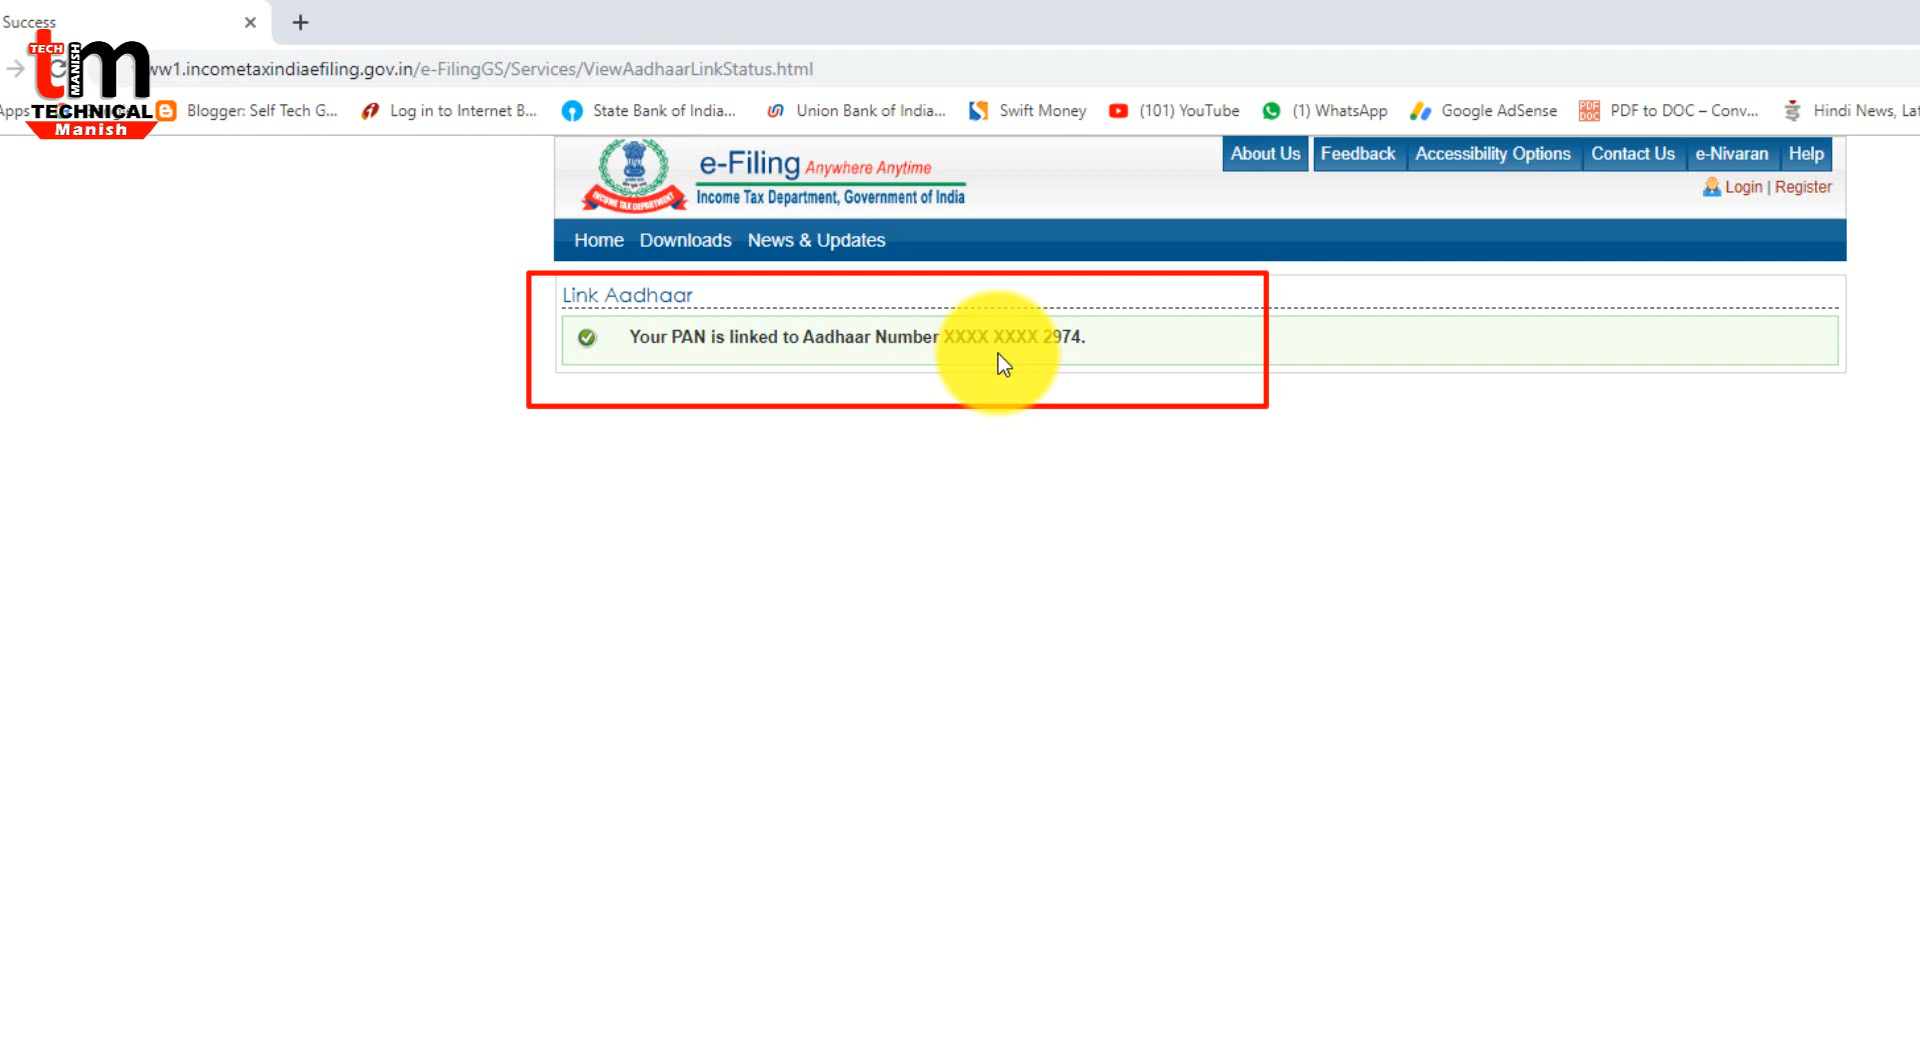 Success
ww1.incometaxindiaefiling.gov.in/e-FilingGS/Services/ViewAadhaarLinkStatus.html
TECH
MANISH
tm
TECHNICAL
Manish
Apps
Blogger: Self Tech G...
Log in to Internet B...
State Bank of India...
Union Bank of India...
Swift Money
(101) YouTube
(1) WhatsApp
Google AdSense
PDF to DOC – Conv...
Hindi News, Lat
e-Filing Anywhere Anytime
Income Tax Department, Government of India
INCOME TAX DEPARTMENT
About Us
Feedback
Accessibility Options
Contact Us
e-Nivaran
Help
Login | Register
Home
Downloads
News & Updates
Link Aadhaar
Your PAN is linked to Aadhaar Number XXXX XXXX 2974.